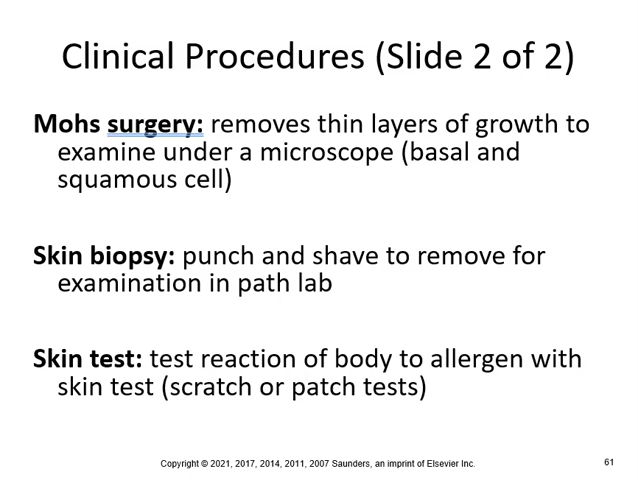 Clinical Procedures (Slide 2 of 2)
Mohs surgery: removes thin layers of growth to
examine under a microscope (basal and
squamous cell)
Skin biopsy: punch and shave to remove for
examination in path lab
Skin test: test reaction of body to allergen with
skin test (scratch or patch tests)
Copyright © 2021, 2017, 2014, 2011, 2007 Saunders, an imprint of Elsevier Inc.
61